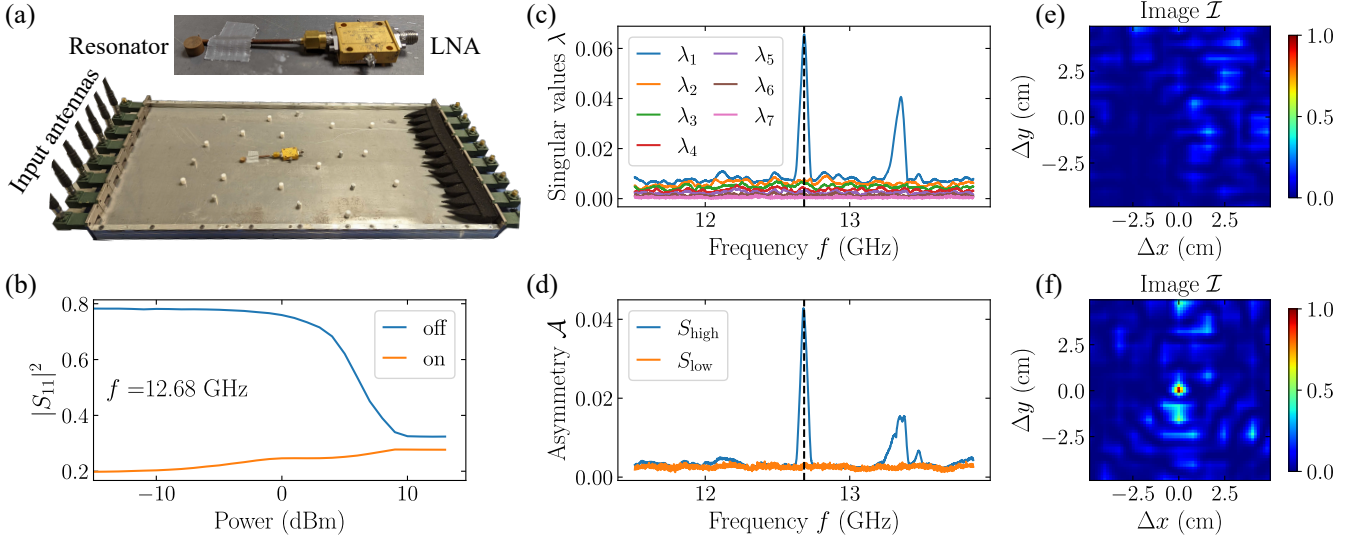 (a)
Resonator
LNA
Input antennas
(b)
0.8
0.6
0.4
0.2
|S₁₁|²
off
on
f =12.68 GHz
−10
0
10
Power (dBm)
(c)
Singular values λ
0.06
0.04
0.02
0.00
λ₁
λ₂
λ₃
λ₄
λ₅
λ₆
λ₇
12
13
Frequency f (GHz)
(d)
Asymmetry 𝒜
0.04
0.02
0.00
S_high
S_low
12
13
Frequency f (GHz)
(e)
Image ℐ
Δy (cm)
2.5
0.0
−2.5
−2.5
0.0
2.5
Δx (cm)
1.0
0.5
0.0
(f)
Image ℐ
Δy (cm)
2.5
0.0
−2.5
−2.5
0.0
2.5
Δx (cm)
1.0
0.5
0.0